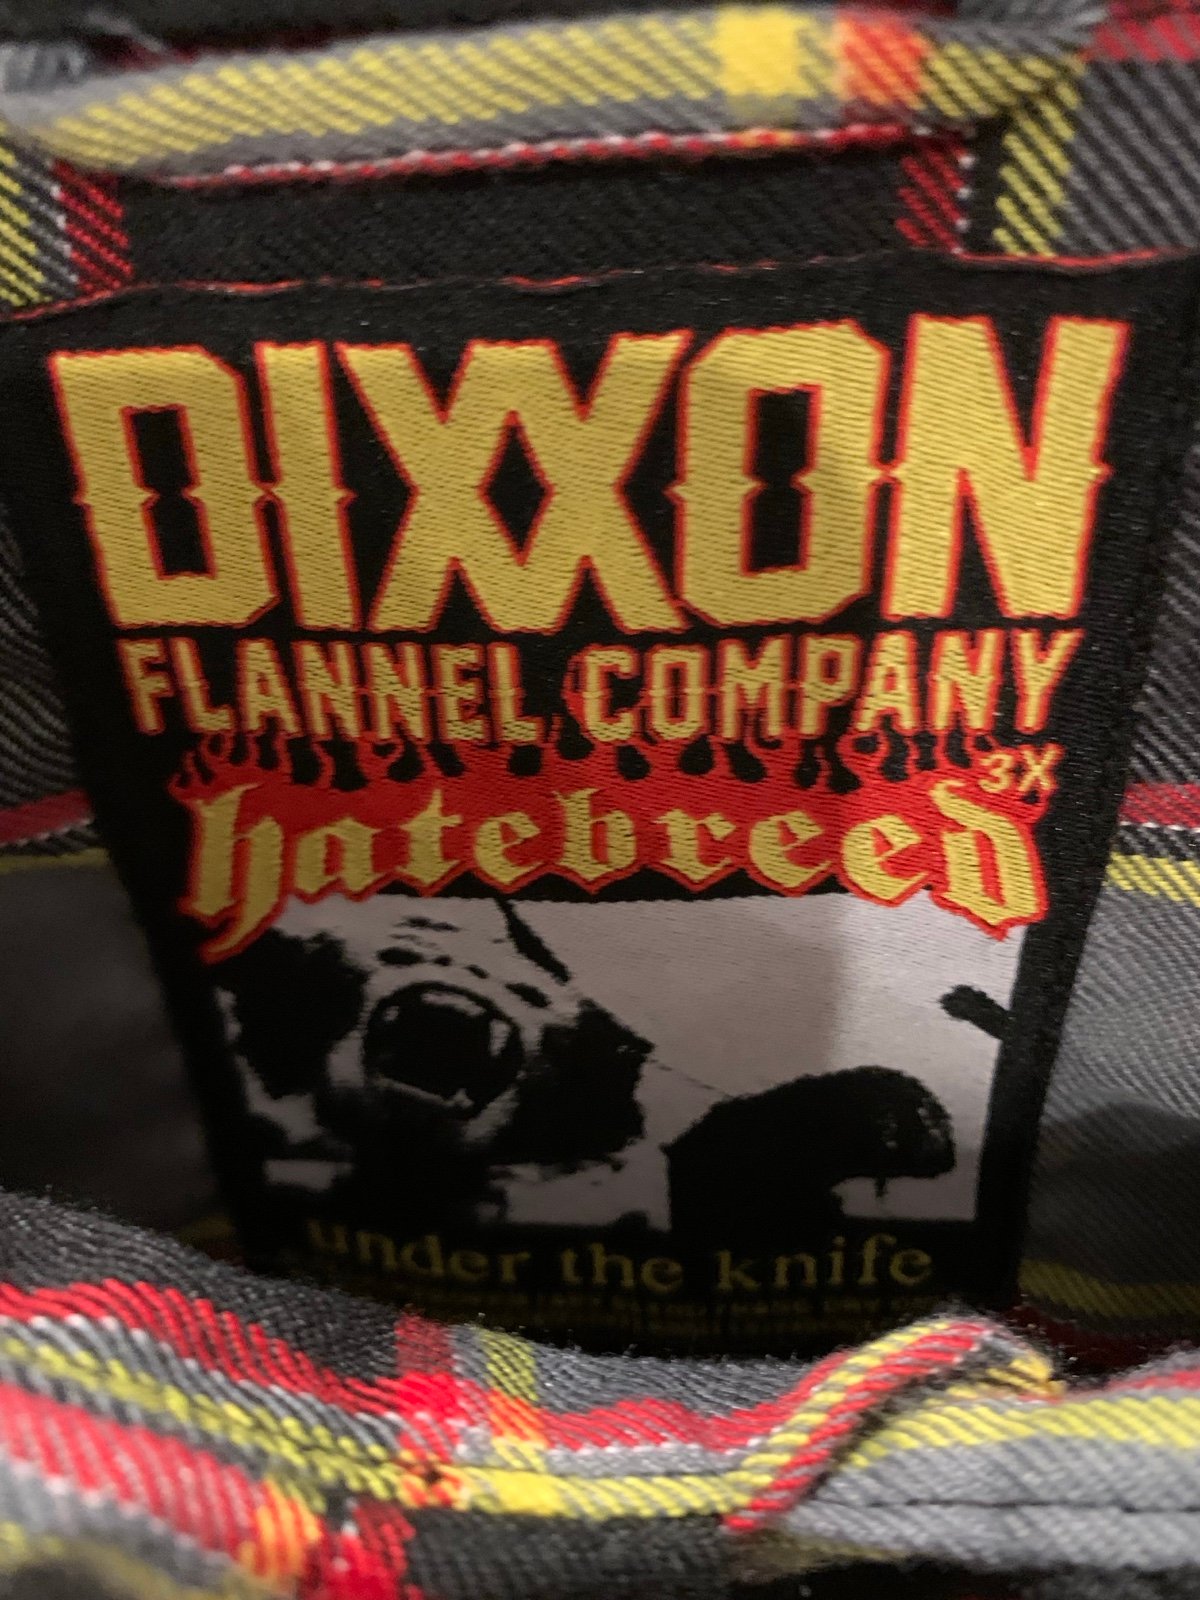 DIXXON
FLANNEL COMPANY
3X
hatebreed
under the knife